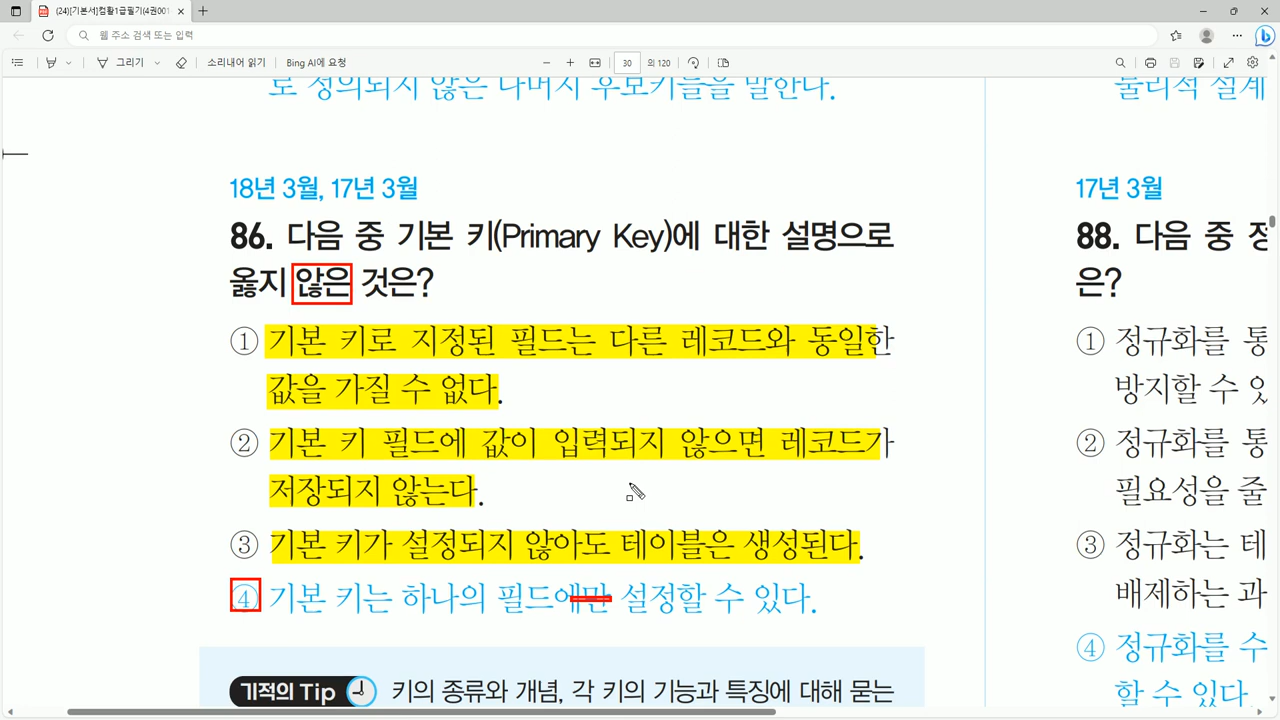 (24)[기본서]컴활1급필기(4권001
웹 주소 검색 또는 입력
그리기
소리내어 읽기
Bing AI에 요청
30
의 120
로 정의되지 않은 나머지 후보키들을 말한다.
18년 3월, 17년 3월
86. 다음 중 기본 키(Primary Key)에 대한 설명으로
옳지 않은 것은?
① 기본 키로 지정된 필드는 다른 레코드와 동일한
값을 가질 수 없다.
② 기본 키 필드에 값이 입력되지 않으면 레코드가
저장되지 않는다.
③ 기본 키가 설정되지 않아도 테이블은 생성된다.
④ 기본 키는 하나의 필드에만 설정할 수 있다.
기적의 Tip 키의 종류와 개념, 각 키의 기능과 특징에 대해 묻는
물리적 설계
17년 3월
88. 다음 중 정
은?
① 정규화를 통
방지할 수 있
② 정규화를 통
필요성을 줄
③ 정규화는 테
배제하는 과
④ 정규화를 수
할 수 있다